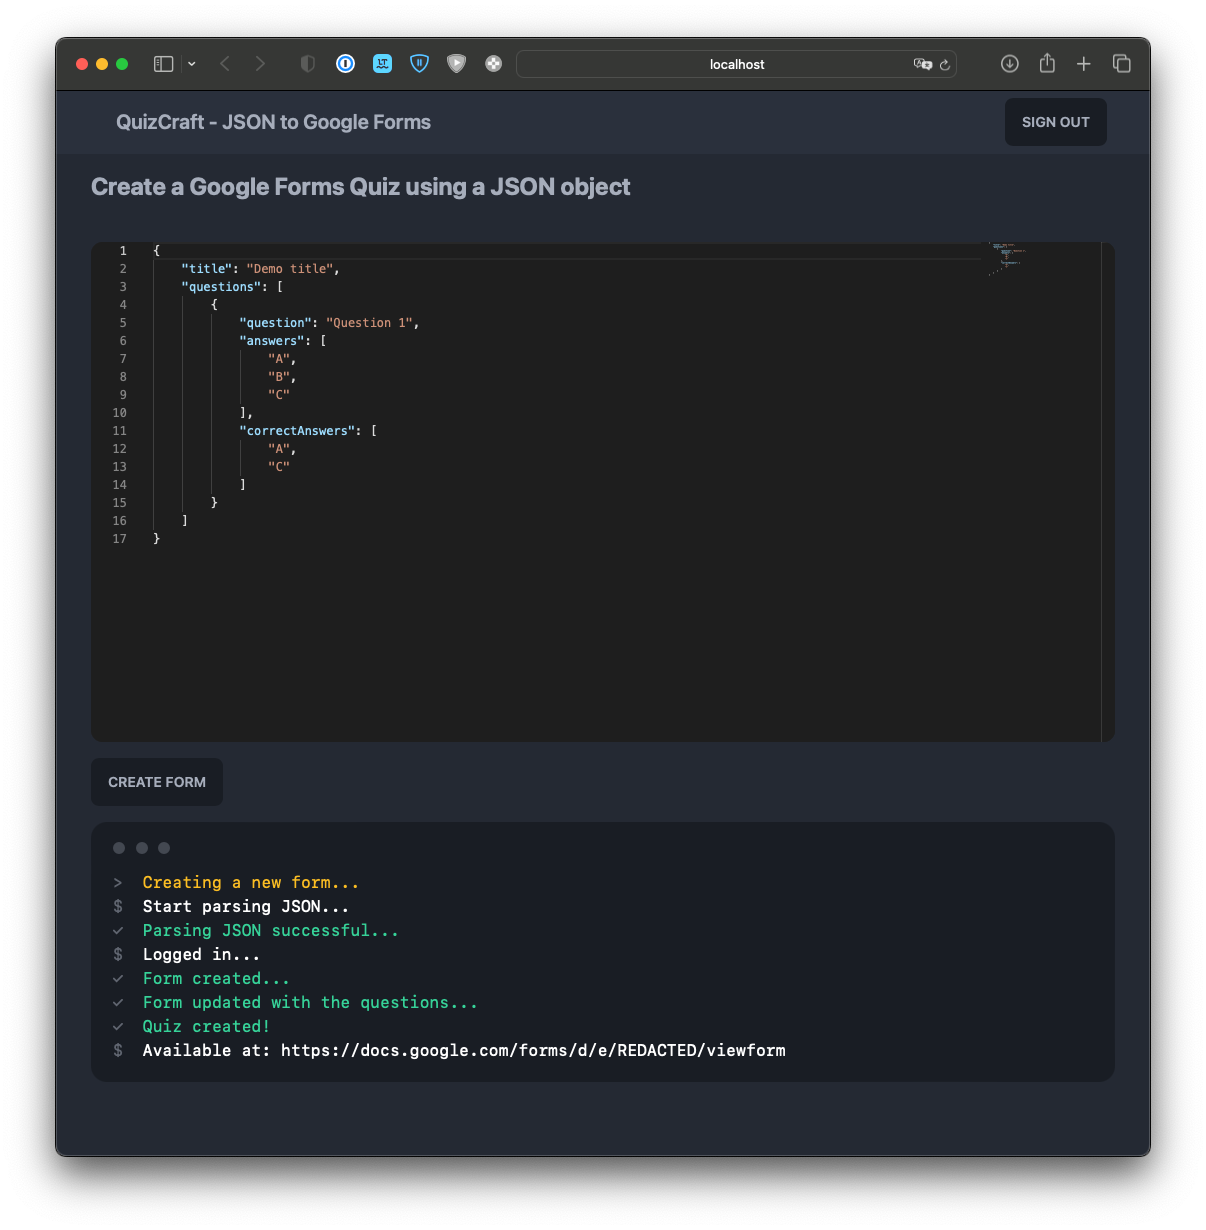 localhost
QuizCraft - JSON to Google Forms
SIGN OUT
Create a Google Forms Quiz using a JSON object
1 {
2 "title": "Demo title",
3 "questions": [
4 {
5 "question": "Question 1",
6 "answers": [
7 "A",
8 "B",
9 "C"
10 ],
11 "correctAnswers": [
12 "A",
13 "C"
14 ]
15 }
16 ]
17 }
CREATE FORM
> Creating a new form...
$ Start parsing JSON...
✓ Parsing JSON successful...
$ Logged in...
✓ Form created...
✓ Form updated with the questions...
✓ Quiz created!
$ Available at: https://docs.google.com/forms/d/e/REDACTED/viewform